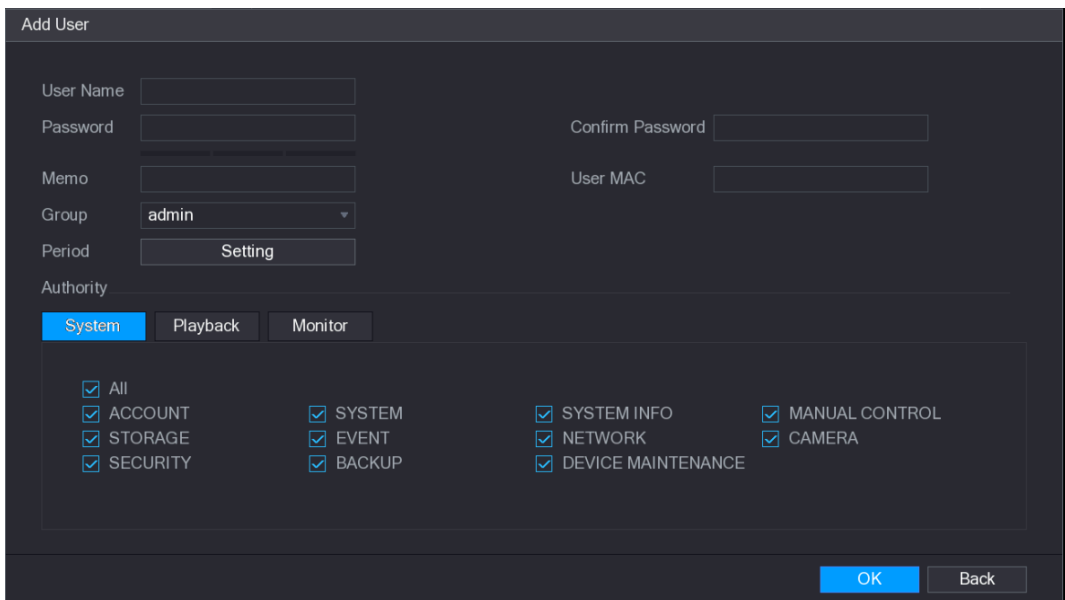 Add User
User Name
Password Confirm Password
Memo User MAC
Group admin
Period Setting
Authority
System Playback Monitor
All
ACCOUNT SYSTEM SYSTEM INFO MANUAL CONTROL
STORAGE EVENT NETWORK CAMERA
SECURITY BACKUP DEVICE MAINTENANCE
OK Back